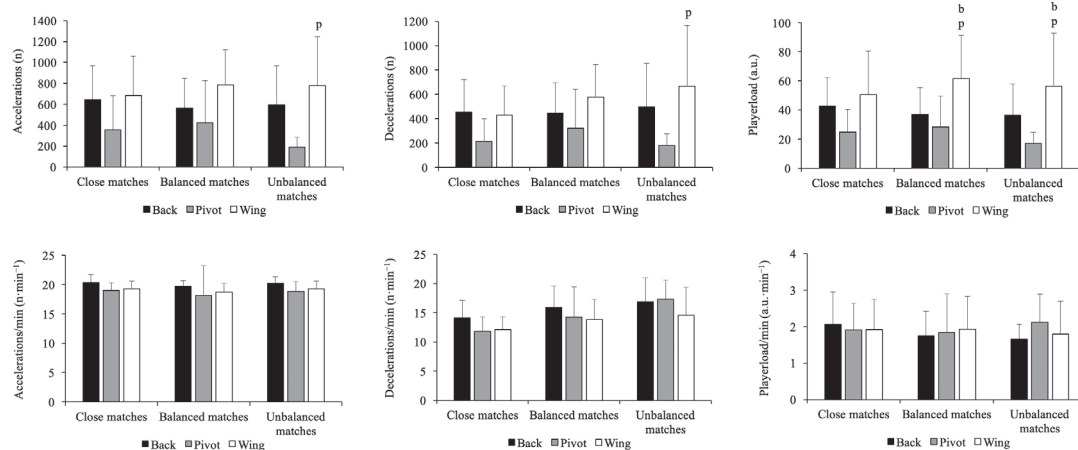 Accelerations (n)
1400
1200
1000
800
600
400
200
0
p
Close matches Balanced matches Unbalanced
matches
Back Pivot Wing
Decelerations (n)
1200
1000
800
600
400
200
0
p
Close matches Balanced matches Unbalanced
matches
Back Pivot Wing
Playerload (a.u.)
100
80
60
40
20
0
b
p
b
p
Close matches Balanced matches Unbalanced
matches
Back Pivot Wing
Accelerations/min (n·min⁻¹)
25
20
15
10
5
0
Close matches Balanced matches Unbalanced
matches
Back Pivot Wing
Decelerations/min (n·min⁻¹)
25
20
15
10
5
0
Close matches Balanced matches Unbalanced
matches
Back Pivot Wing
Playerload/min (a.u.·min⁻¹)
4
3
2
1
0
Close matches Balanced matches Unbalanced
matches
Back Pivot Wing